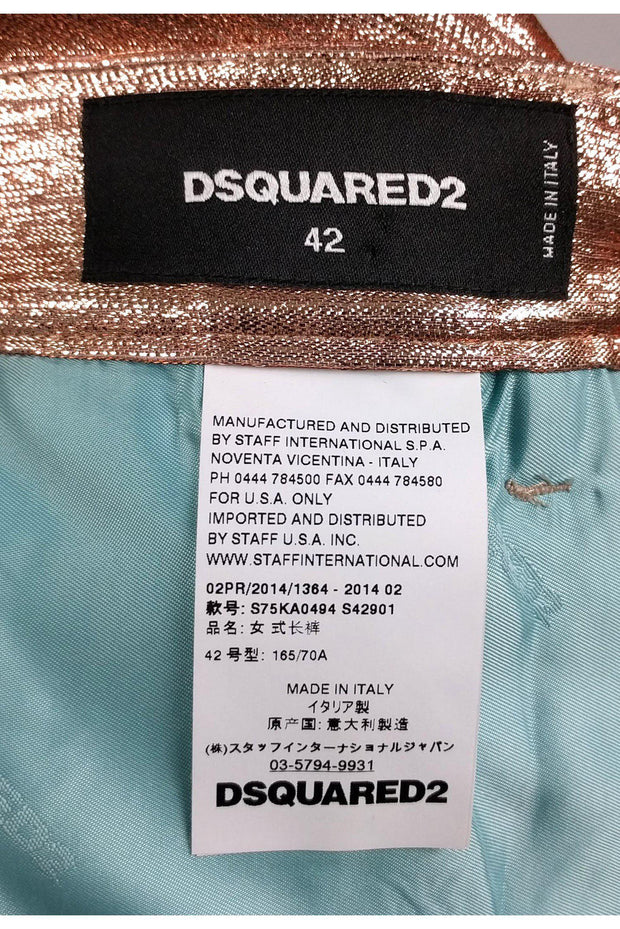 DSQUARED2
42
MADE IN ITALY
MANUFACTURED AND DISTRIBUTED
BY STAFF INTERNATIONAL S.P.A.
NOVENTA VICENTINA - ITALY
PH 0444 784500 FAX 0444 784580
FOR U.S.A. ONLY
IMPORTED AND DISTRIBUTED
BY STAFF U.S.A. INC.
WWW.STAFFINTERNATIONAL.COM
02PR/2014/1364 - 2014 02
款号: S75KA0494 S42901
品名: 女式长裤
42 号型: 165/70A
MADE IN ITALY
イタリア製
原产国: 意大利製造
(株)スタッフインターナショナルジャパン
03-5794-9931
DSQUARED2